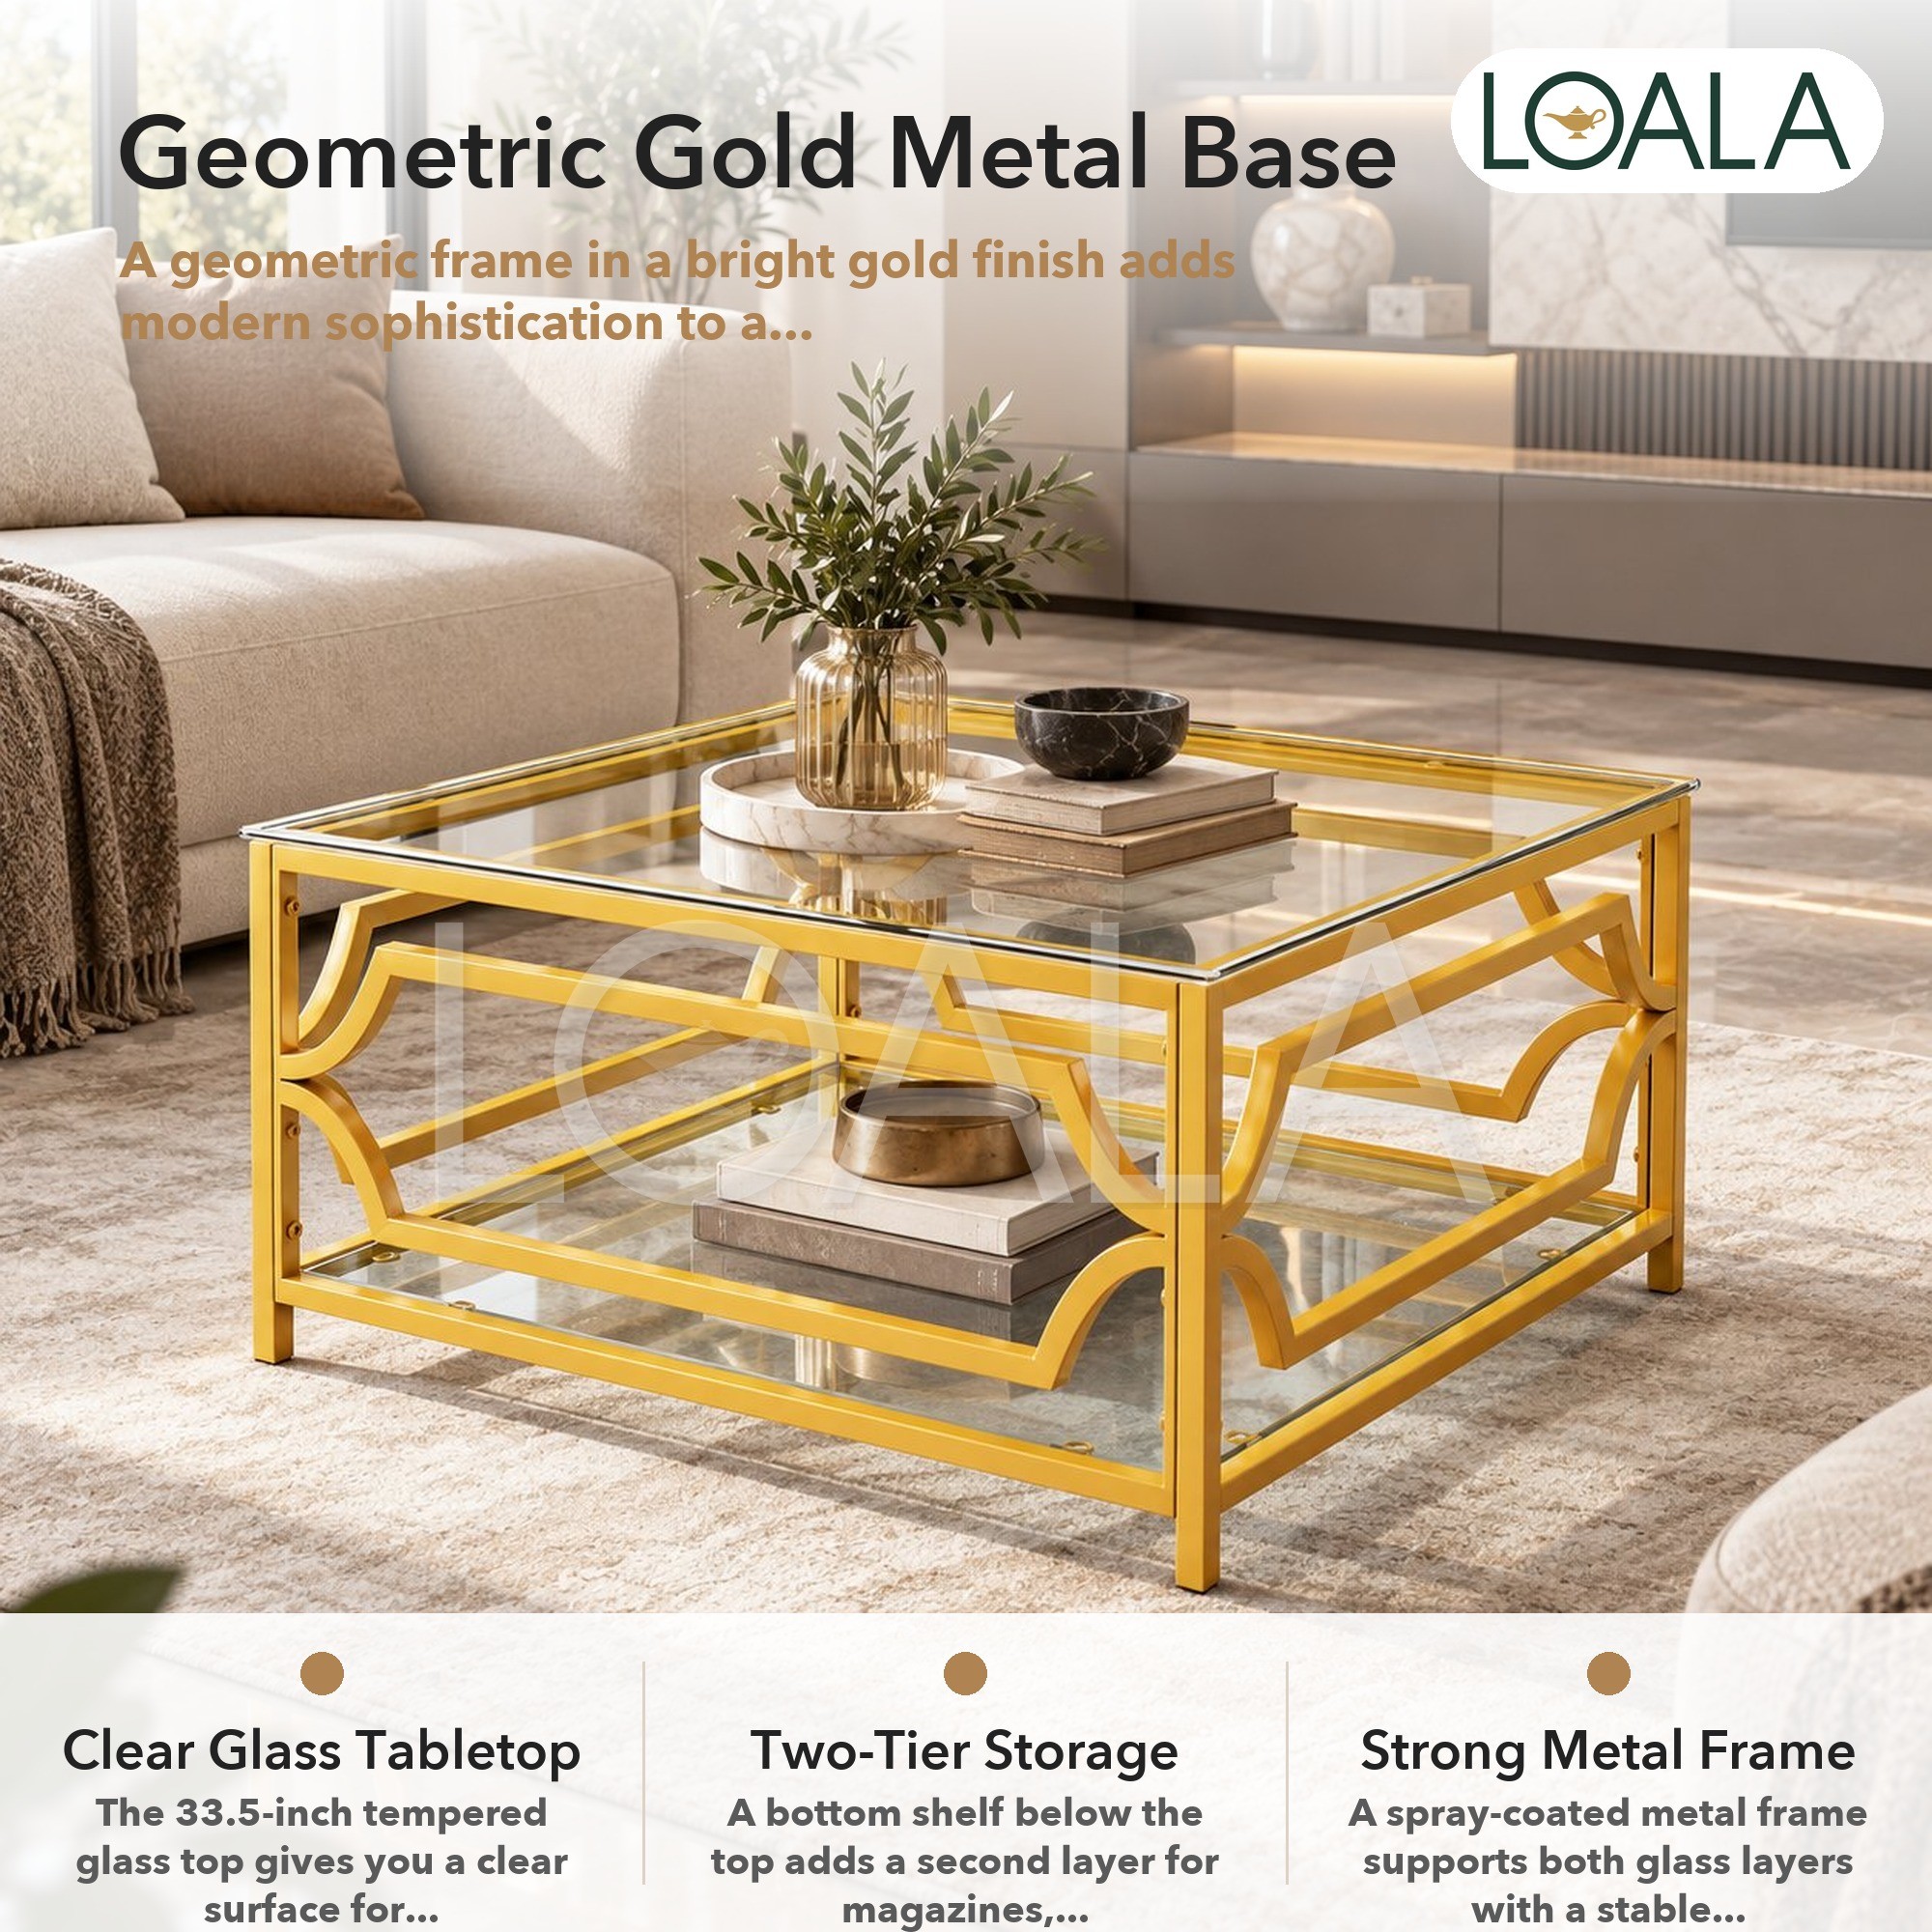 Geometric Gold Metal Base
LOALA
A geometric frame in a bright gold finish adds
modern sophistication to a...
LOALA
Clear Glass Tabletop
The 33.5-inch tempered
glass top gives you a clear
surface for...
Two-Tier Storage
A bottom shelf below the
top adds a second layer for
magazines,...
Strong Metal Frame
A spray-coated metal frame
supports both glass layers
with a stable...